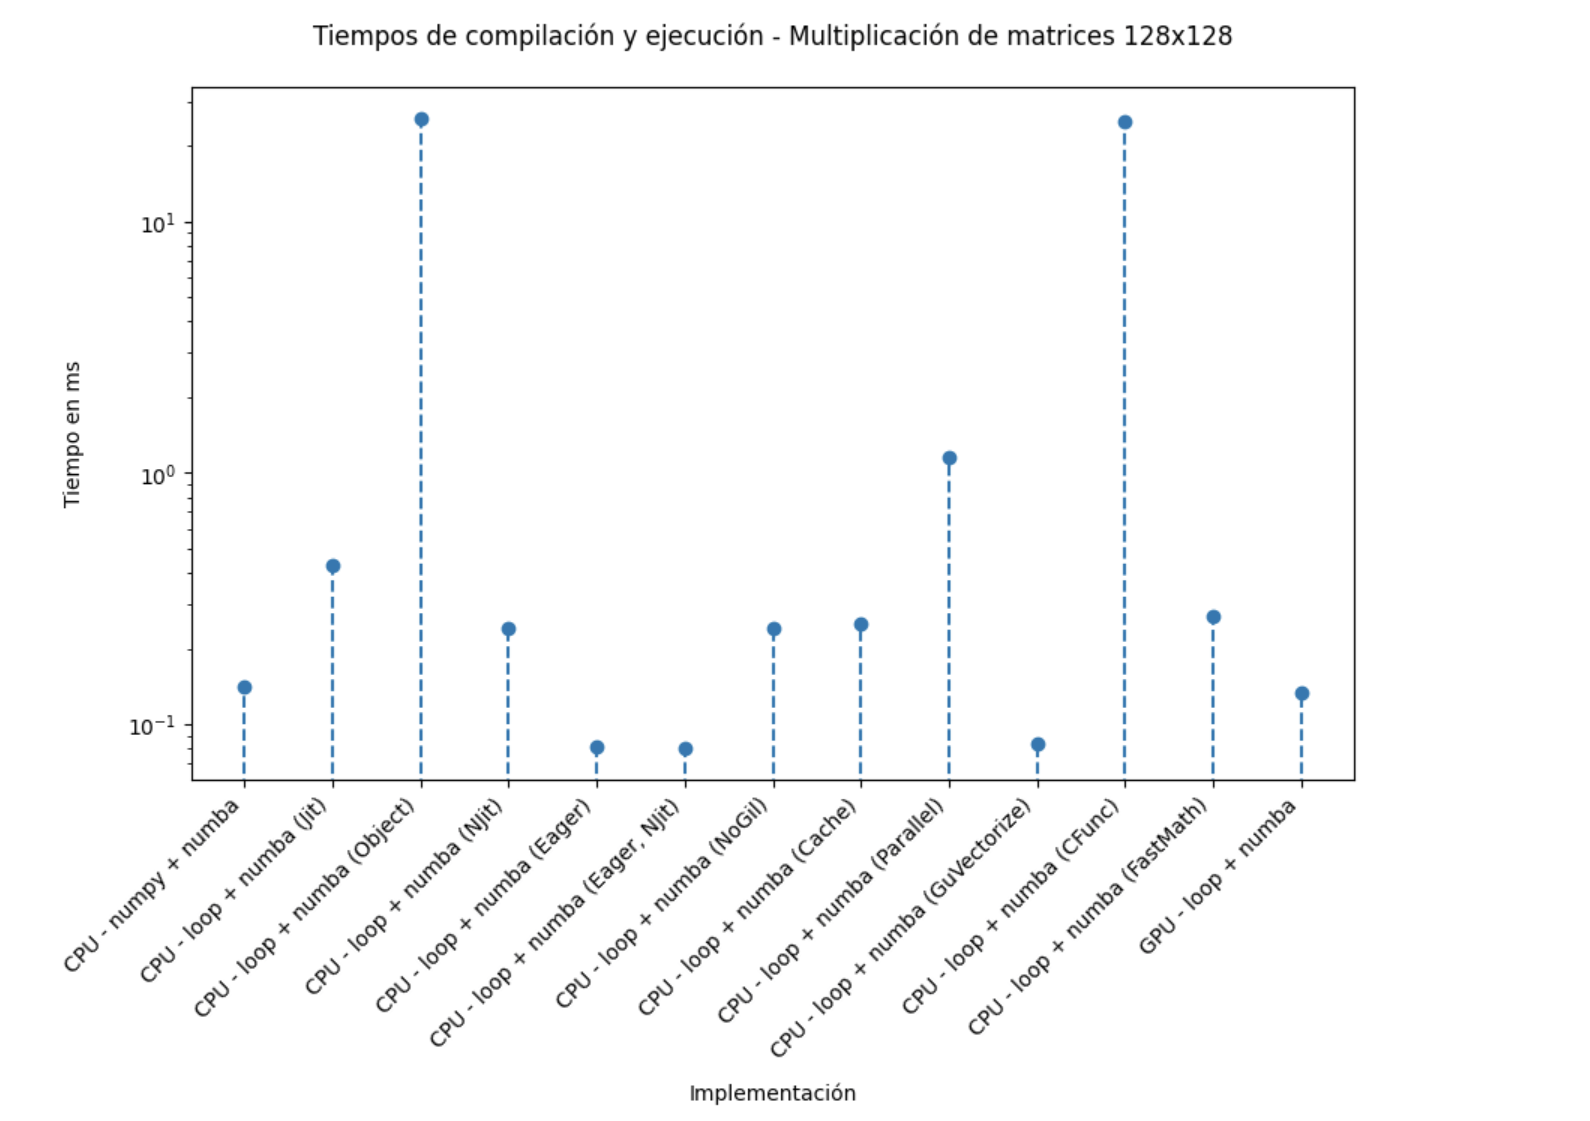 Tiempos de compilación y ejecución - Multiplicación de matrices 128x128
Tiempo en ms
10¹
10⁰
10⁻¹
CPU - numpy + numba
CPU - loop + numba (Jit)
CPU - loop + numba (Object)
CPU - loop + numba (NJit)
CPU - loop + numba (Eager)
CPU - loop + numba (Eager, NJit)
CPU - loop + numba (NoGil)
CPU - loop + numba (Cache)
CPU - loop + numba (Parallel)
CPU - loop + numba (GuVectorize)
CPU - loop + numba (CFunc)
CPU - loop + numba (FastMath)
GPU - loop + numba
Implementación